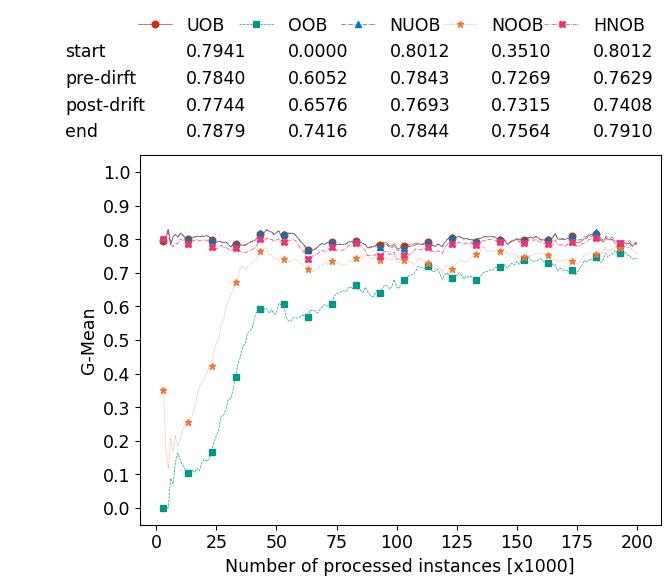 UOB OOB NUOB NOOB HNOB
start 0.7941 0.0000 0.8012 0.3510 0.8012
pre-dirft 0.7840 0.6052 0.7843 0.7269 0.7629
post-drift 0.7744 0.6576 0.7693 0.7315 0.7408
end 0.7879 0.7416 0.7844 0.7564 0.7910
1.0
0.9
0.8
0.7
0.6
0.5
0.4
0.3
0.2
0.1
0.0
G-Mean
0 25 50 75 100 125 150 175 200
Number of processed instances [x1000]